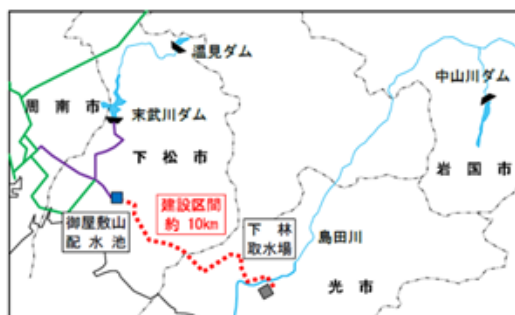 温見ダム
周南市
末武川ダム
中山川ダム
下松市
岩国市
御屋敷山
配水池
建設区間
約 10km
下 林
取水場
島田川
光市